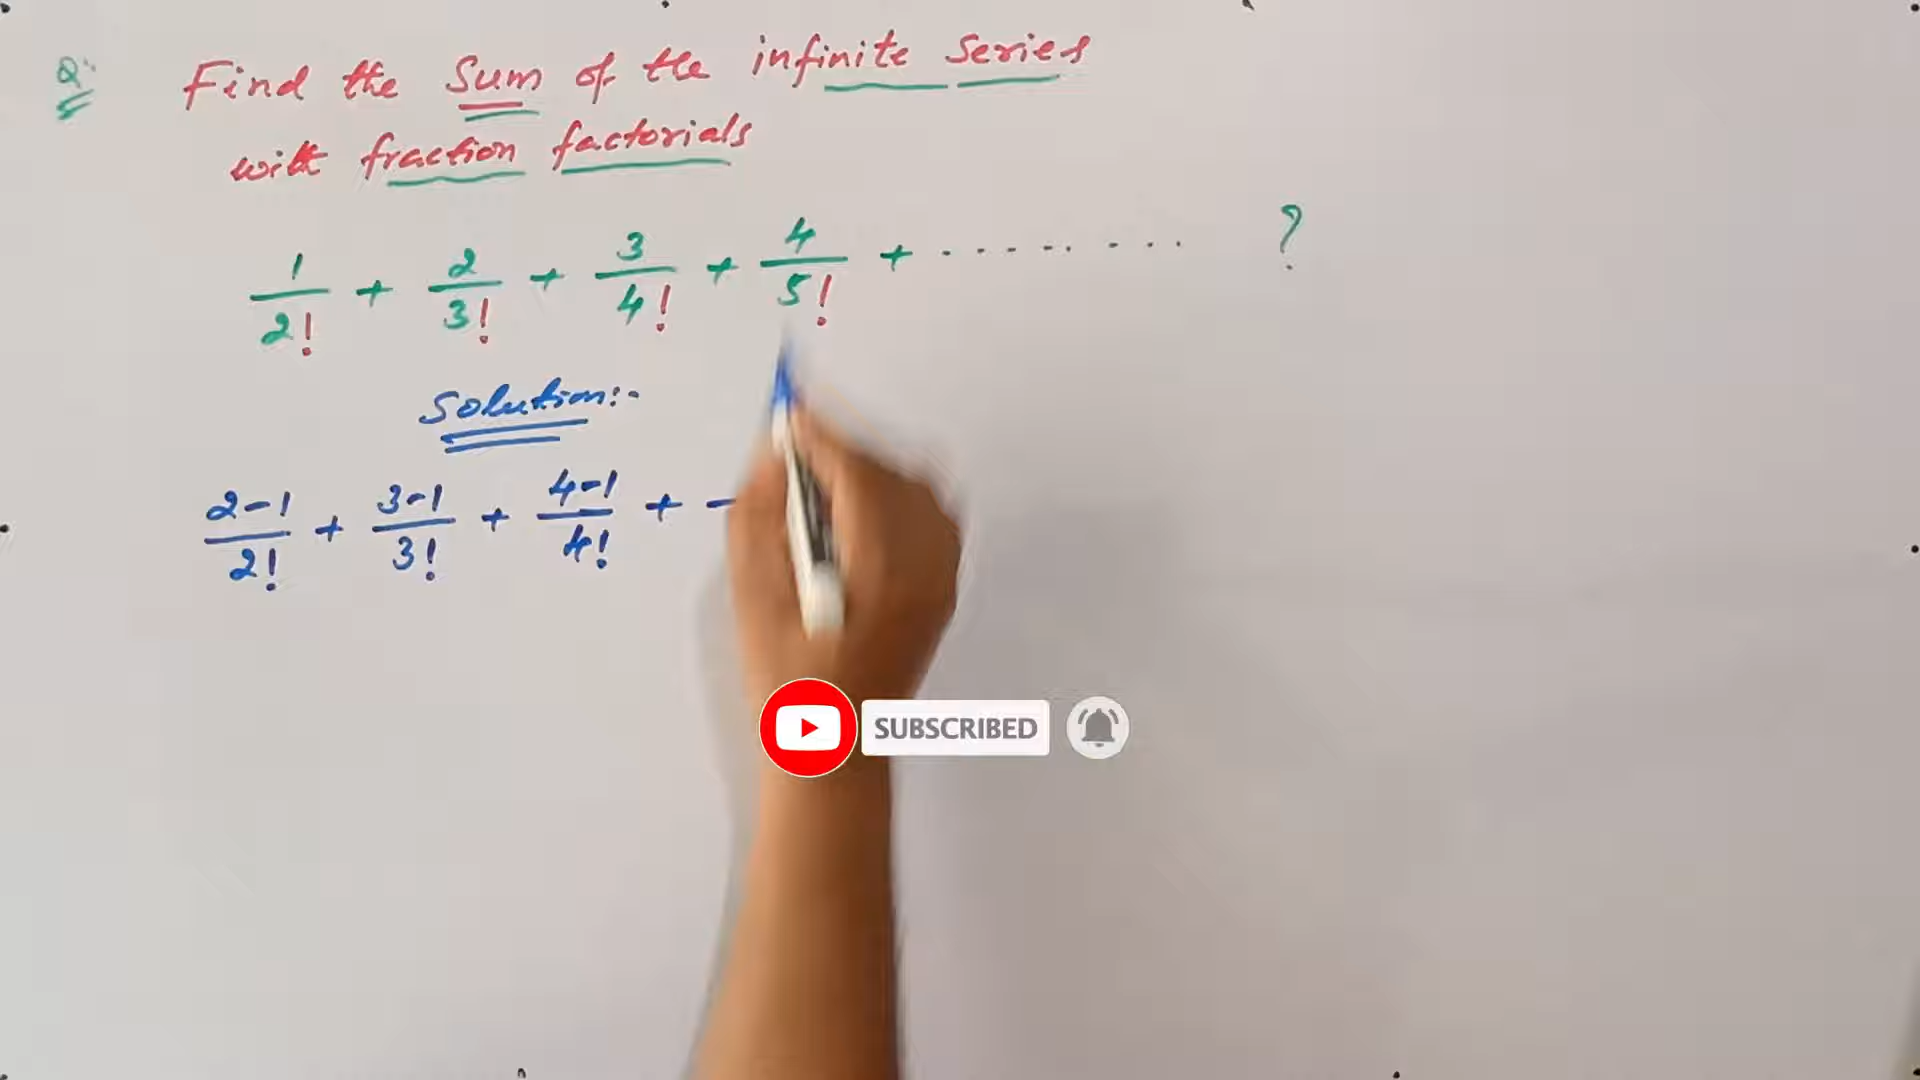 Q:
Find the Sum of the infinite series
with fraction factorials
1/2! + 2/3! + 3/4! + 4/5! + .......... ?
Solution:-
2-1/2! + 3-1/3! + 4-1/4! + -
SUBSCRIBED